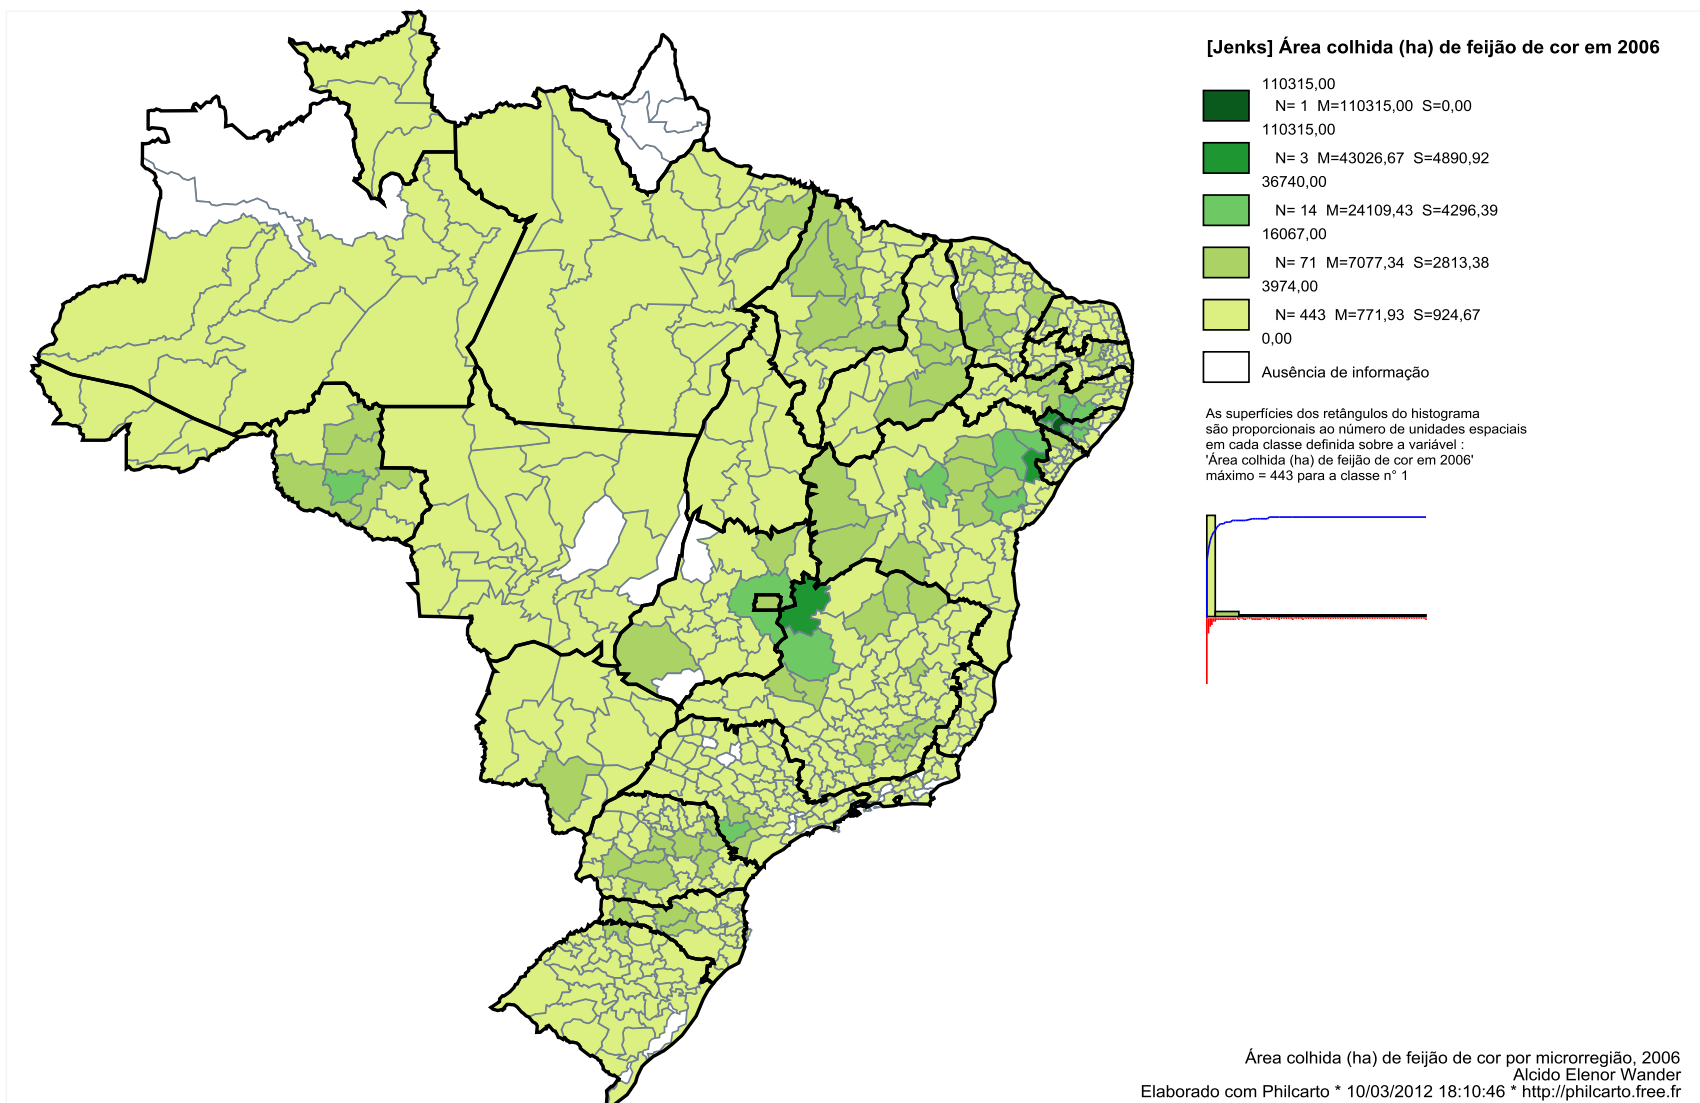 [Jenks] Área colhida (ha) de feijão de cor em 2006
110315,00
N= 1 M=110315,00 S=0,00
110315,00
N= 3 M=43026,67 S=4890,92
36740,00
N= 14 M=24109,43 S=4296,39
16067,00
N= 71 M=7077,34 S=2813,38
3974,00
N= 443 M=771,93 S=924,67
0,00
Ausência de informação
As superfícies dos retângulos do histograma
são proporcionais ao número de unidades espaciais
em cada classe definida sobre a variável :
'Área colhida (ha) de feijão de cor em 2006'
máximo = 443 para a classe n° 1
Área colhida (ha) de feijão de cor por microrregião, 2006
Alcido Elenor Wander
Elaborado com Philcarto * 10/03/2012 18:10:46 * http://philcarto.free.fr